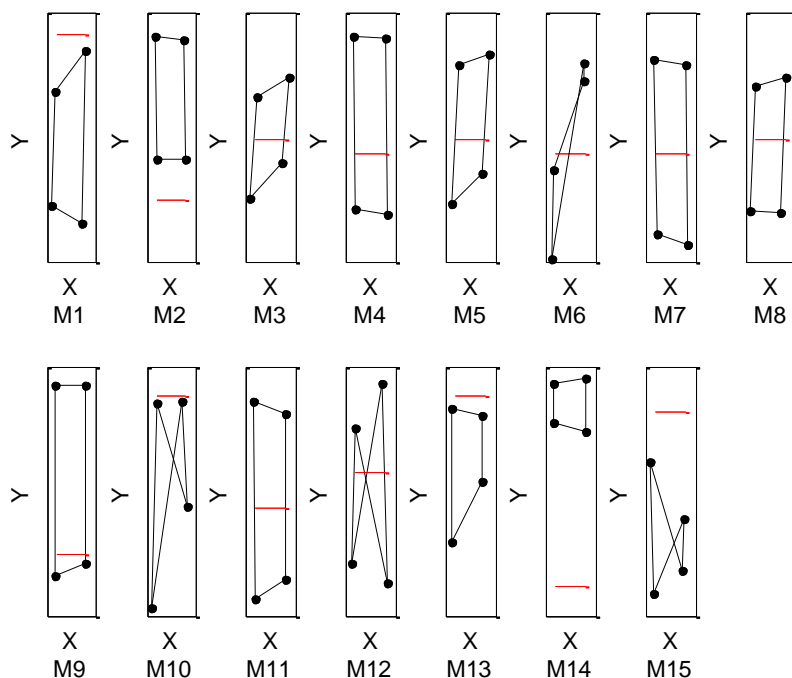 Y Y Y Y Y Y Y Y
X X X X X X X X
M1 M2 M3 M4 M5 M6 M7 M8
Y Y Y Y Y Y Y
X X X X X X X
M9 M10 M11 M12 M13 M14 M15